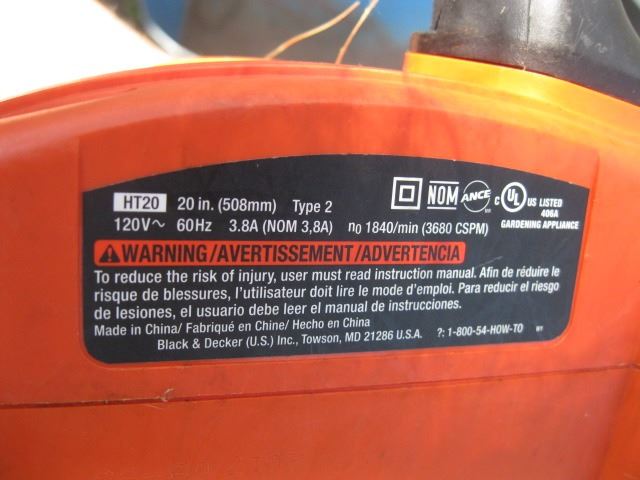 HT20 20 in. (508mm) Type 2 NOM ANCE c UL US LISTED
406A
120V~ 60Hz 3.8A (NOM 3,8A) n₀ 1840/min (3680 CSPM) GARDENING APPLIANCE
WARNING/AVERTISSEMENT/ADVERTENCIA
To reduce the risk of injury, user must read instruction manual. Afin de réduire le
risque de blessures, l'utilisateur doit lire le mode d'emploi. Para reducir el riesgo
de lesiones, el usuario debe leer el manual de instrucciones.
Made in China/ Fabriqué en Chine/ Hecho en China
Black & Decker (U.S.) Inc., Towson, MD 21286 U.S.A. ?: 1-800-54-HOW-TO